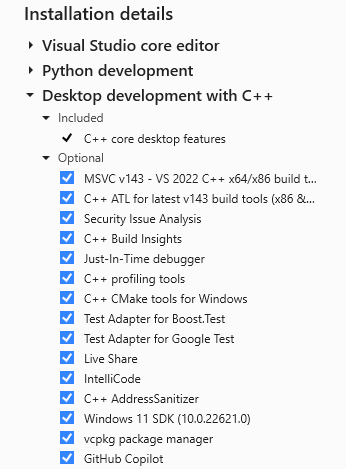 Installation details
Visual Studio core editor
Python development
Desktop development with C++
Included
C++ core desktop features
Optional
MSVC v143 - VS 2022 C++ x64/x86 build t...
C++ ATL for latest v143 build tools (x86 &...
Security Issue Analysis
C++ Build Insights
Just-In-Time debugger
C++ profiling tools
C++ CMake tools for Windows
Test Adapter for Boost.Test
Test Adapter for Google Test
Live Share
IntelliCode
C++ AddressSanitizer
Windows 11 SDK (10.0.22621.0)
vcpkg package manager
GitHub Copilot